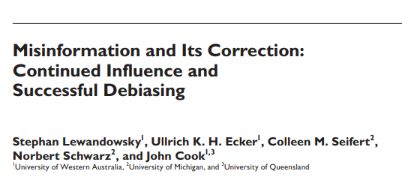 Misinformation and Its Correction:
Continued Influence and
Successful Debiasing
Stephan Lewandowsky¹, Ullrich K. H. Ecker¹, Colleen M. Seifert²,
Norbert Schwarz², and John Cook¹,³
¹University of Western Australia, ²University of Michigan, and ³University of Queensland